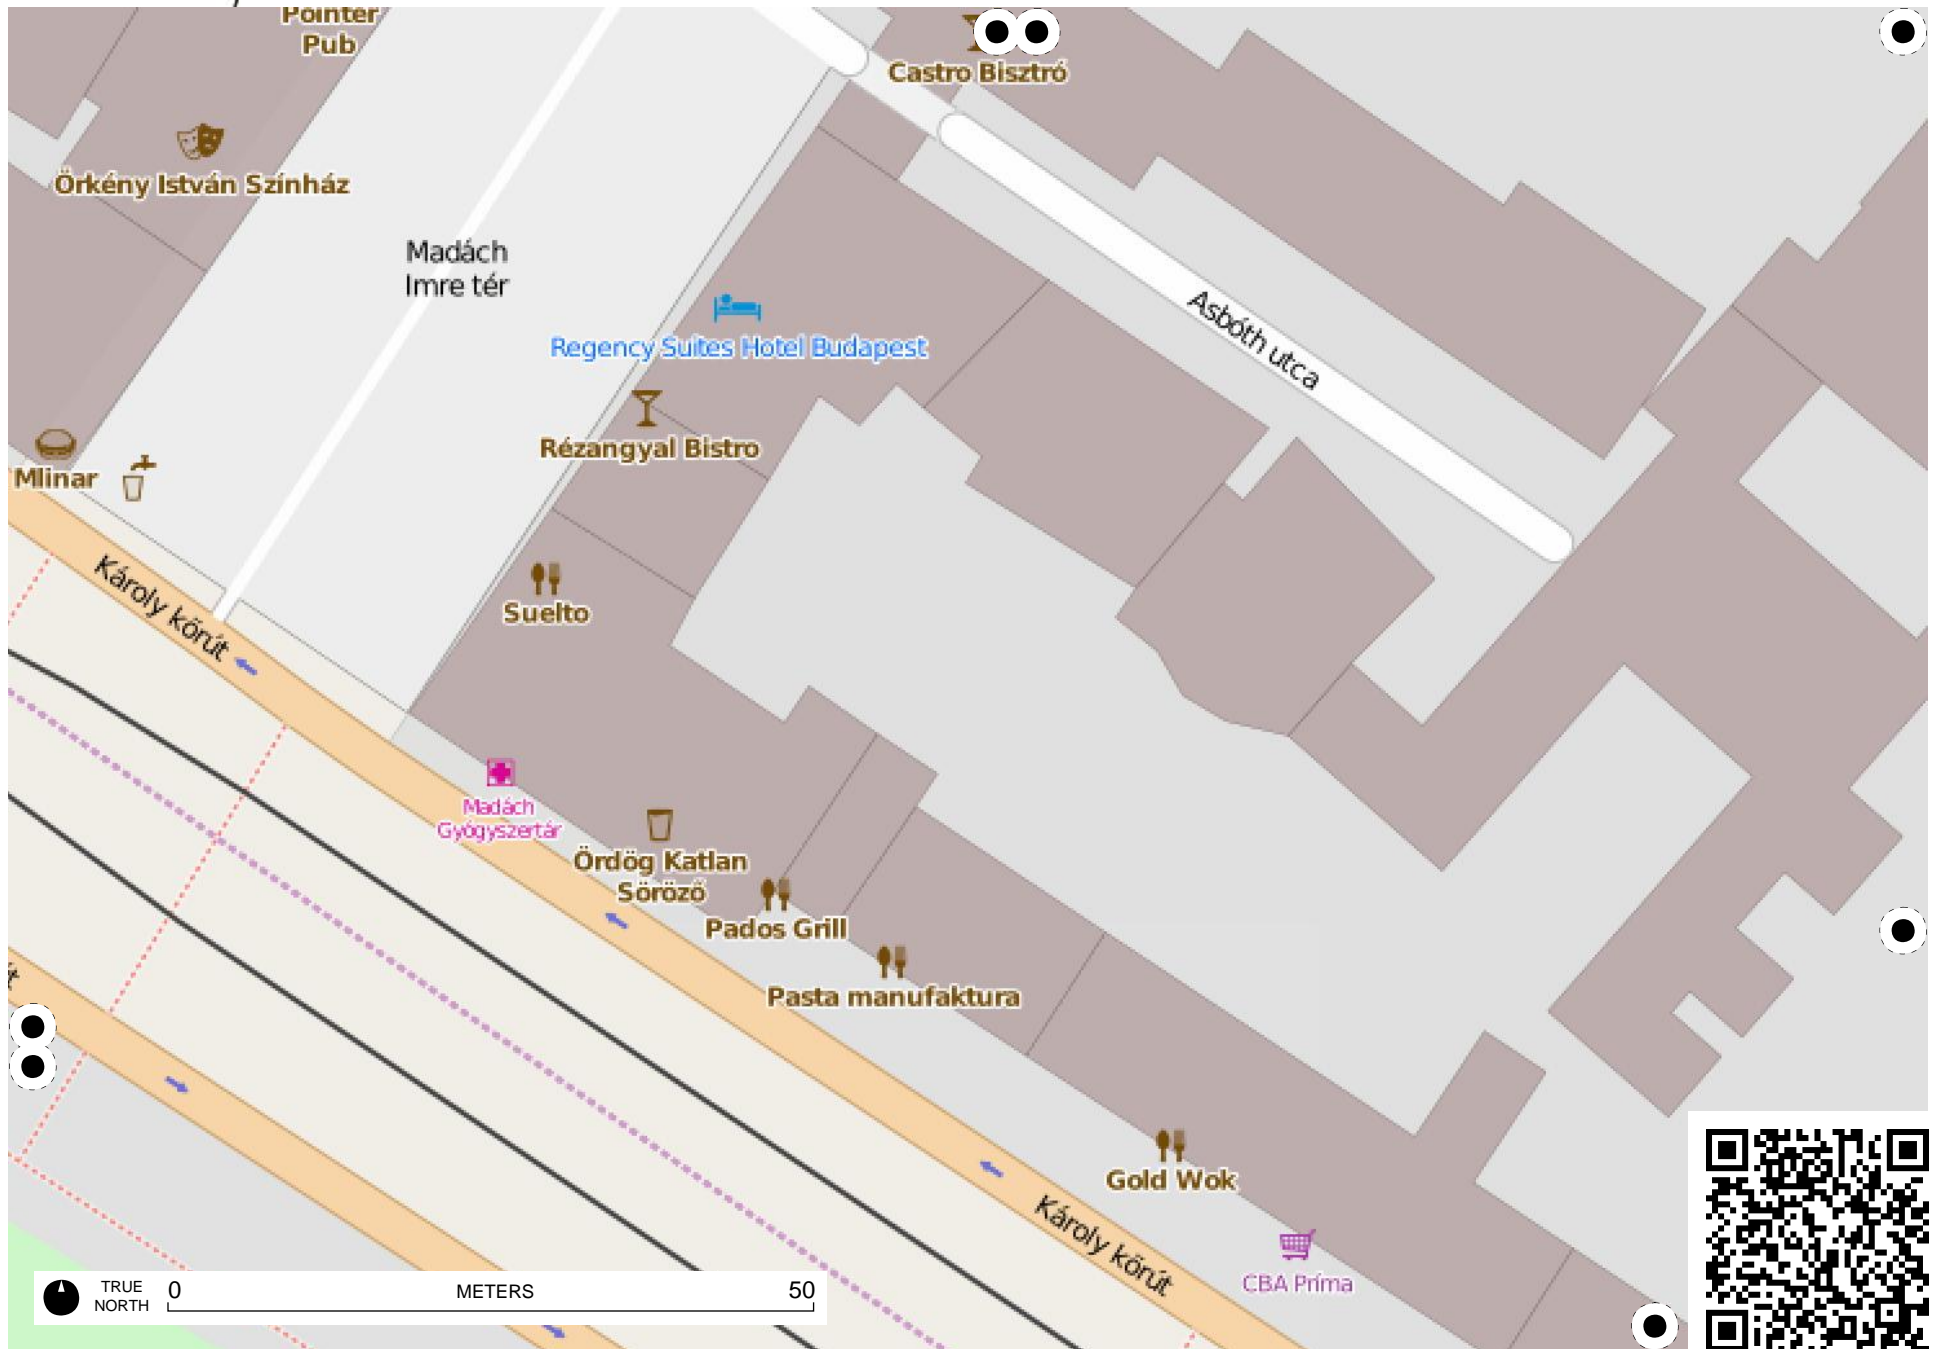 Pointer
Pub
Castro Bisztró
Örkény István Színház
Madách
Imre tér
Asbóth utca
Regency Suites Hotel Budapest
Rézangyal Bistro
Mlinar
Károly körút
Suelto
Madách
Gyógyszertár
Ördög Katlan
Söröző
Pados Grill
Pasta manufaktura
Gold Wok
Károly körút
CBA Príma
TRUE
NORTH
0
METERS
50